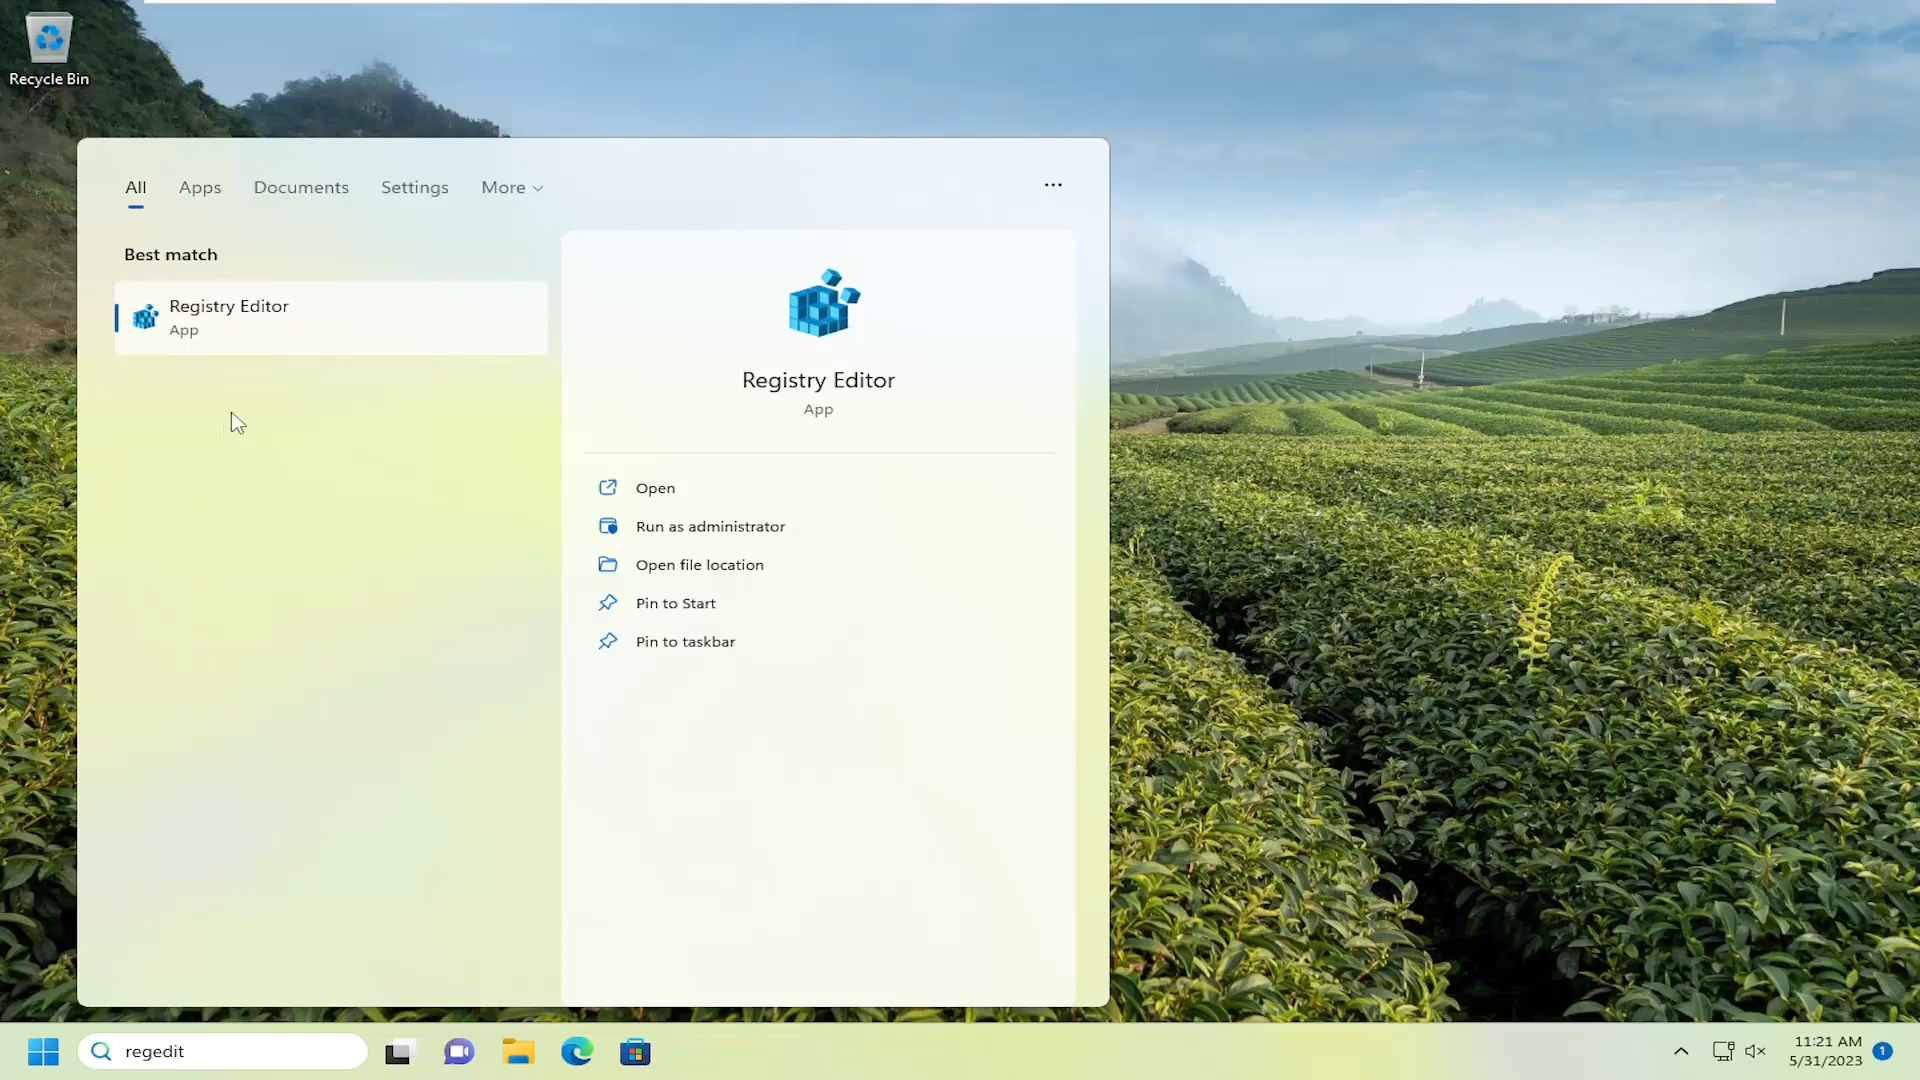 Recycle Bin
All Apps Documents Settings More ...
Best match
Registry Editor
App
Registry Editor
App
Open
Run as administrator
Open file location
Pin to Start
Pin to taskbar
regedit
11:21 AM
5/31/2023
1